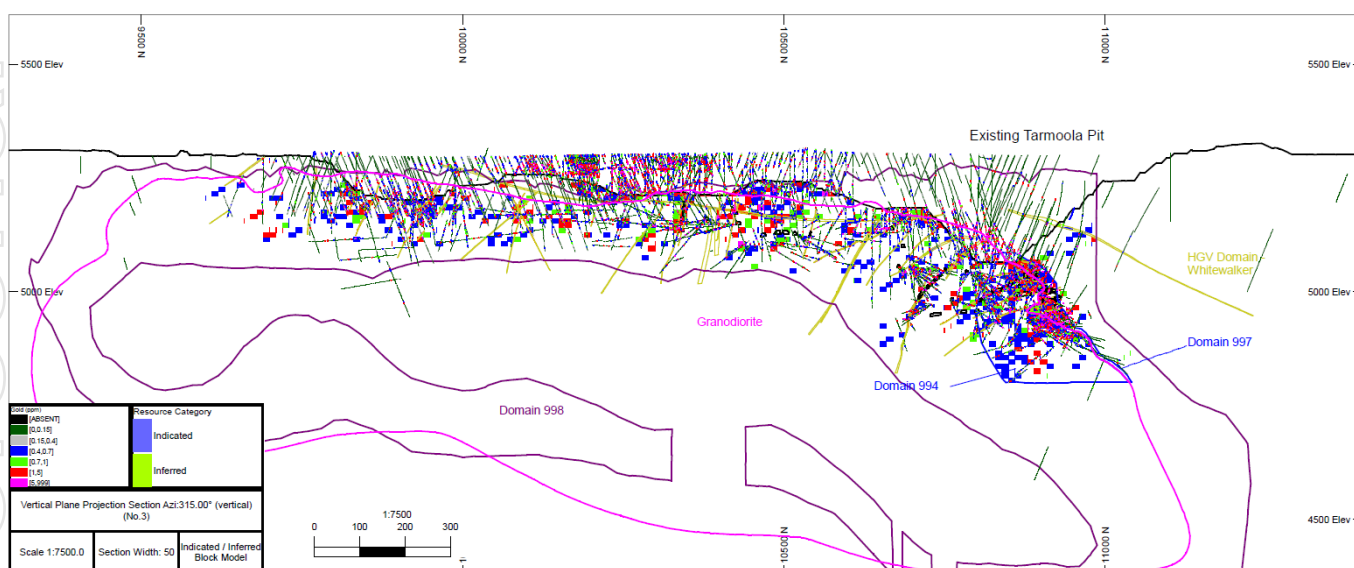 9500 N
10000 N
10500 N
11000 N
5500 Elev
5500 Elev
Existing Tarmoola Pit
HGV Domain
Whitewalker
5000 Elev
5000 Elev
Granodiorite
Domain 997
Domain 994
Domain 998
Gold (ppm)
[ABSENT]
[0,0.15]
[0.15,0.4]
[0.4,0.7]
[0.7,1]
[1,5]
[5,999]
Resource Category
Indicated
Inferred
Vertical Plane Projection Section Azi:315.00° (vertical)
(No.3)
Scale 1:7500.0
Section Width: 50
Indicated / Inferred
Block Model
1:7500
0 100 200 300
10500 N
11000 N
4500 Elev